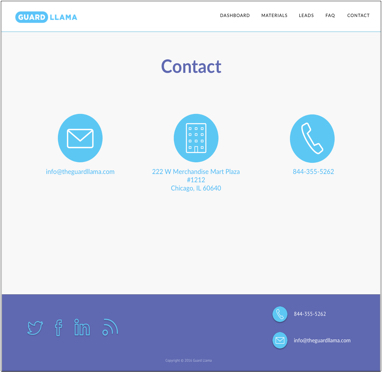 GUARD LLAMA
DASHBOARD MATERIALS LEADS FAQ CONTACT
Contact
info@theguardllama.com
222 W Merchandise Mart Plaza
#1212
Chicago, IL 60640
844-355-5262
844-355-5262
info@theguardllama.com
Copyright © 2016 Guard Llama